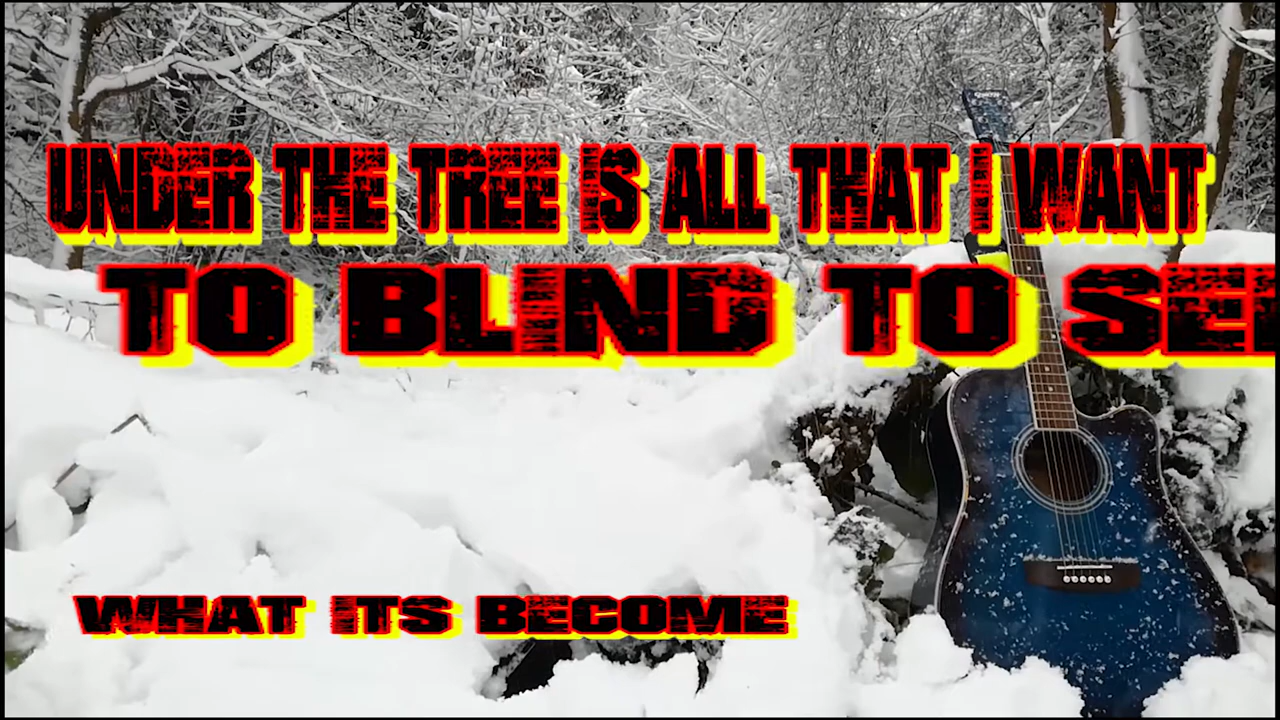 UNDER THE TREE IS ALL THAT I WANT
TO BLIND TO
WHAT ITS BECOME